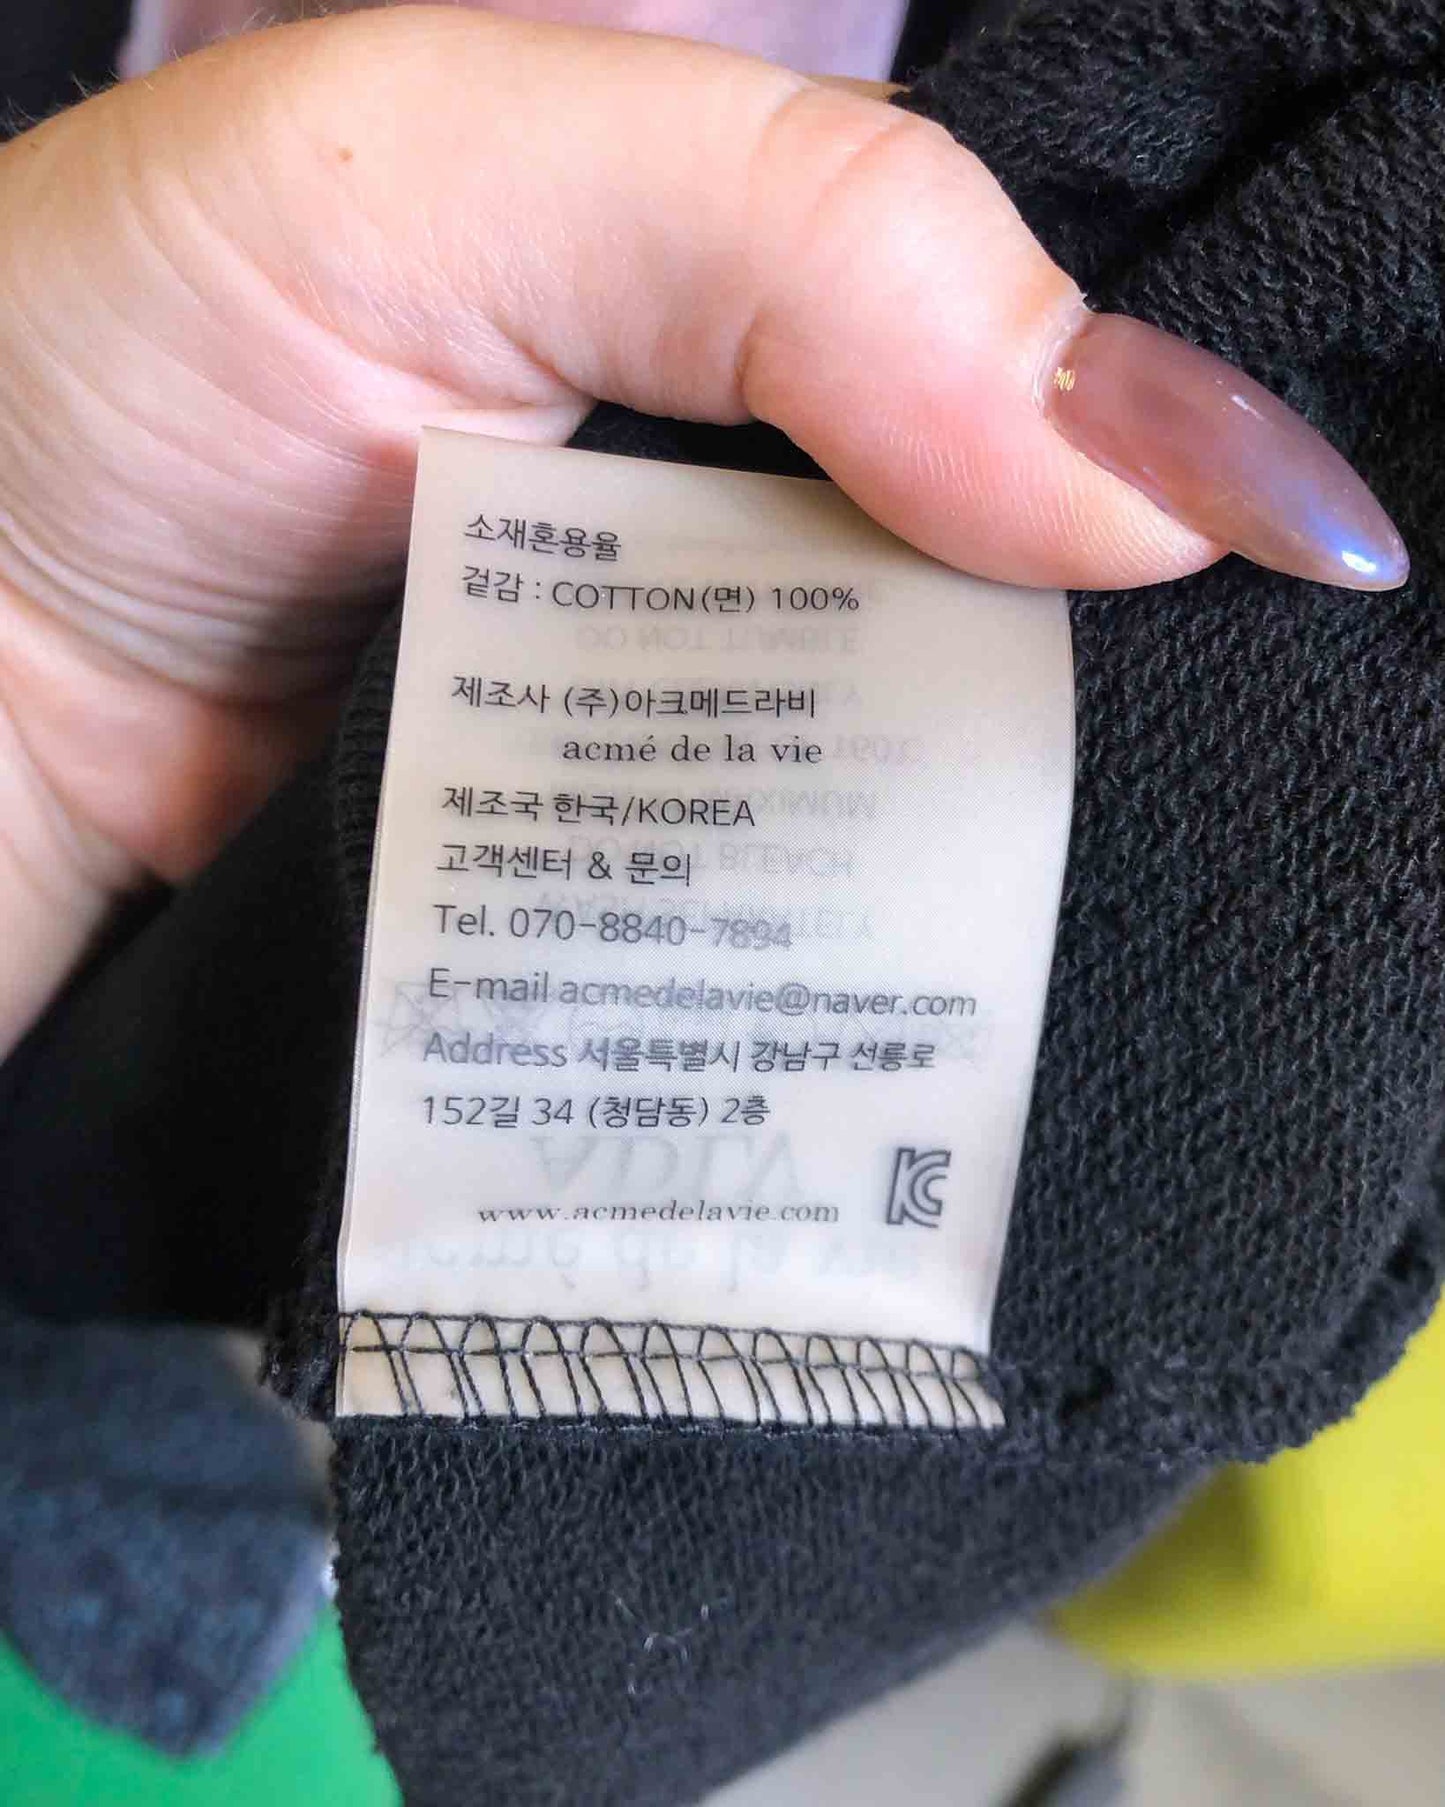 소재혼용율
겉감 : COTTON(면) 100%
제조사 (주)아크메드라비
acmé de la vie
제조국 한국/KOREA
고객센터 & 문의
Tel. 070-8840-7894
E-mail acmedelavie@naver.com
Address 서울특별시 강남구 선릉로
152길 34 (청담동) 2층
www.acmedelavie.com
KC